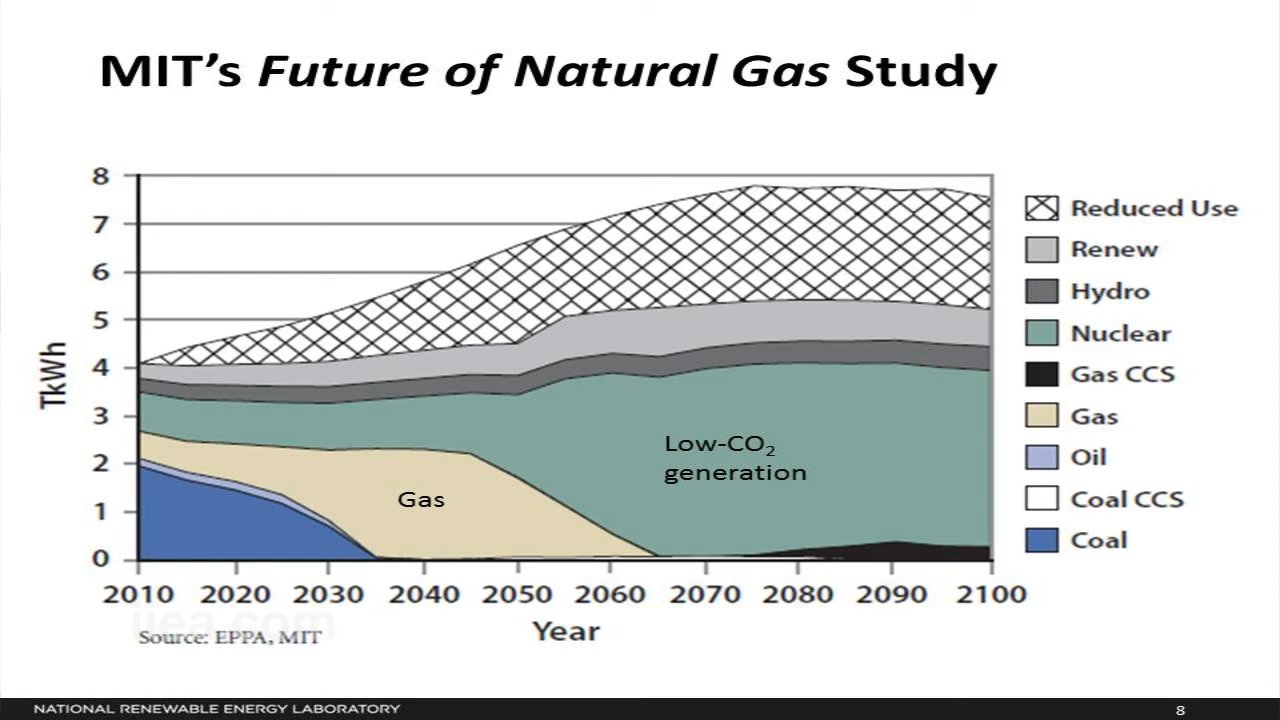 MIT's Future of Natural Gas Study
8
7
6
5
4
3
2
1
0
TkWh
Gas
Low-CO₂
generation
Reduced Use
Renew
Hydro
Nuclear
Gas CCS
Gas
Oil
Coal CCS
Coal
2010 2020 2030 2040 2050 2060 2070 2080 2090 2100
Year
iiea.com
Source: EPPA, MIT
NATIONAL RENEWABLE ENERGY LABORATORY 8